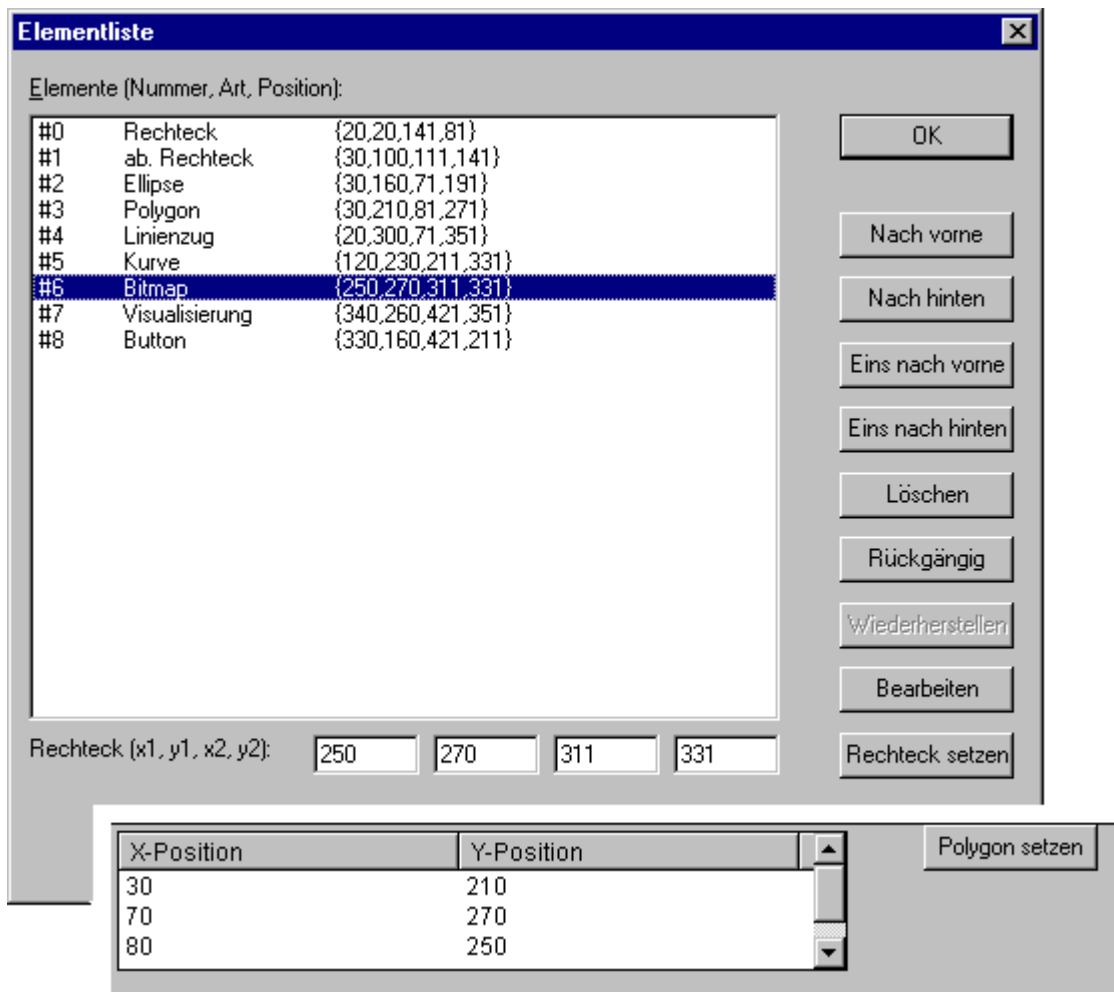 Elementliste
Elemente (Nummer, Art, Position):
#0 Rechteck {20,20,141,81}
#1 ab. Rechteck {30,100,111,141}
#2 Ellipse {30,160,71,191}
#3 Polygon {30,210,81,271}
#4 Linienzug {20,300,71,351}
#5 Kurve {120,230,211,331}
#6 Bitmap {250,270,311,331}
#7 Visualisierung {340,260,421,351}
#8 Button {330,160,421,211}
OK
Nach vorne
Nach hinten
Eins nach vorne
Eins nach hinten
Löschen
Rückgängig
Wiederherstellen
Bearbeiten
Rechteck (x1, y1, x2, y2): 250 270 311 331 Rechteck setzen
X-Position Y-Position Polygon setzen
30 210
70 270
80 250